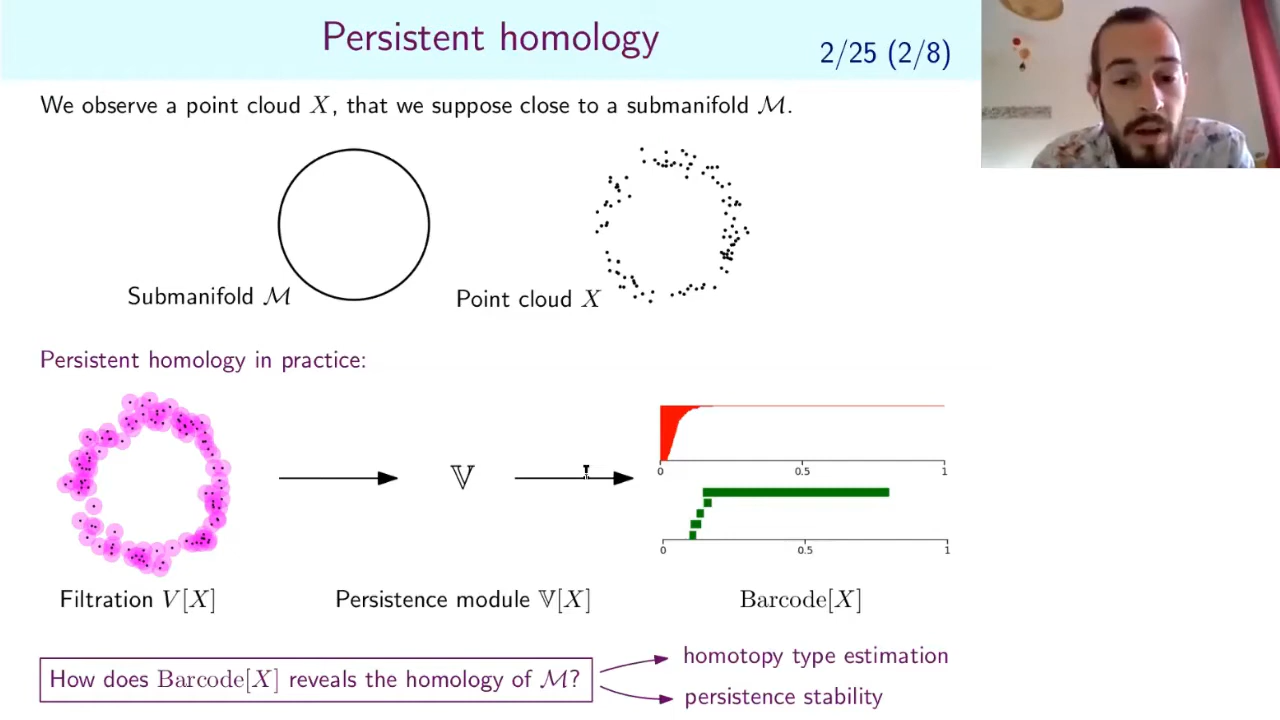 Persistent homology
2/25 (2/8)
We observe a point cloud X, that we suppose close to a submanifold ℳ.
Submanifold ℳ
Point cloud X
Persistent homology in practice:
𝕍
0 0.5 1
0 0.5 1
Filtration V[X]
Persistence module 𝕍[X]
Barcode[X]
How does Barcode[X] reveals the homology of ℳ?
homotopy type estimation
persistence stability